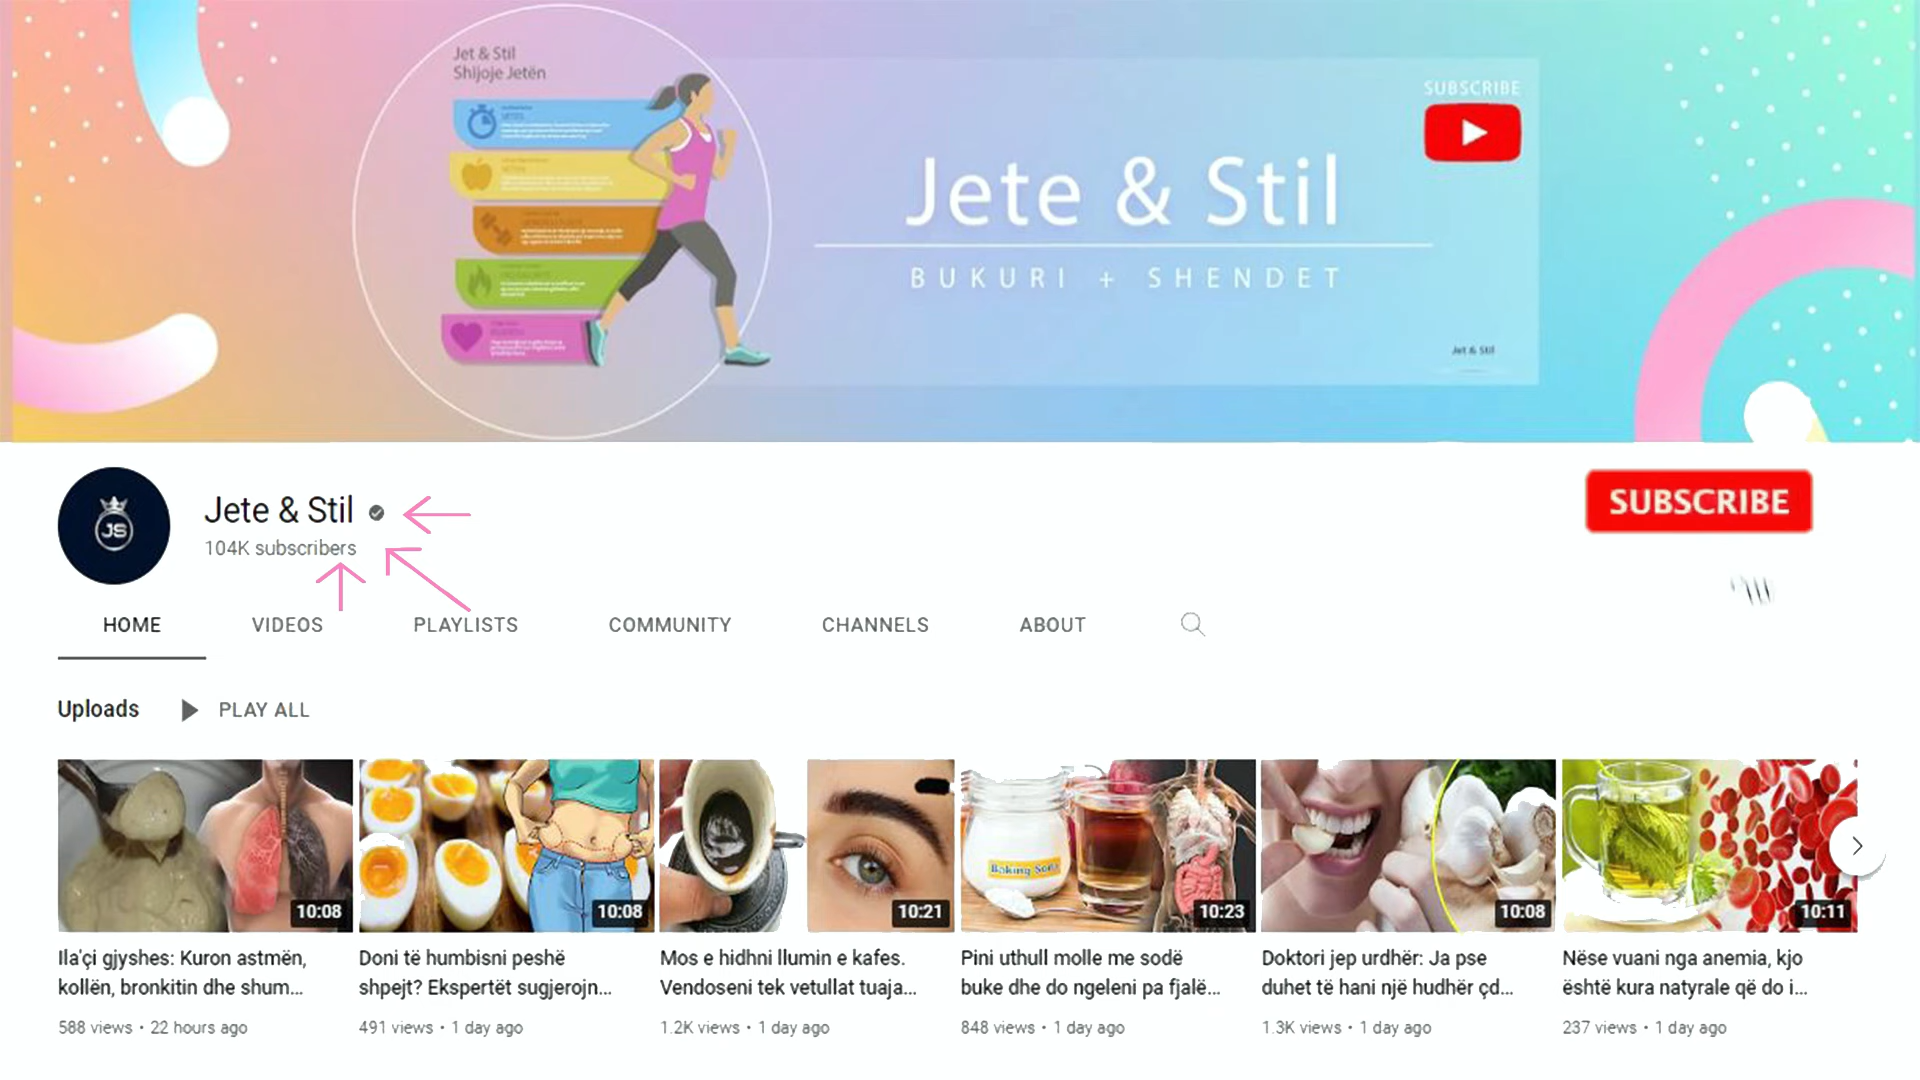 Jet & Stil
Shijoje Jetën
SUBSCRIBE
Jete & Stil
BUKURI + SHENDET
Jet & Stil
JS
Jete & Stil
104K subscribers
SUBSCRIBE
HOME VIDEOS PLAYLISTS COMMUNITY CHANNELS ABOUT
Uploads PLAY ALL
Baking Soda
10:08 10:08 10:21 10:23 10:08 10:11
Ila'çi gjyshes: Kuron astmën,
kollën, bronkitin dhe shum...
588 views • 22 hours ago
Doni të humbisni peshë
shpejt? Ekspertët sugjerojn...
491 views • 1 day ago
Mos e hidhni llumin e kafes.
Vendoseni tek vetullat tuaja...
1.2K views • 1 day ago
Pini uthull molle me sodë
buke dhe do ngeleni pa fjalë...
848 views • 1 day ago
Doktori jep urdhër: Ja pse
duhet të hani një hudhër çd...
1.3K views • 1 day ago
Nëse vuani nga anemia, kjo
është kura natyrale që do i...
237 views • 1 day ago